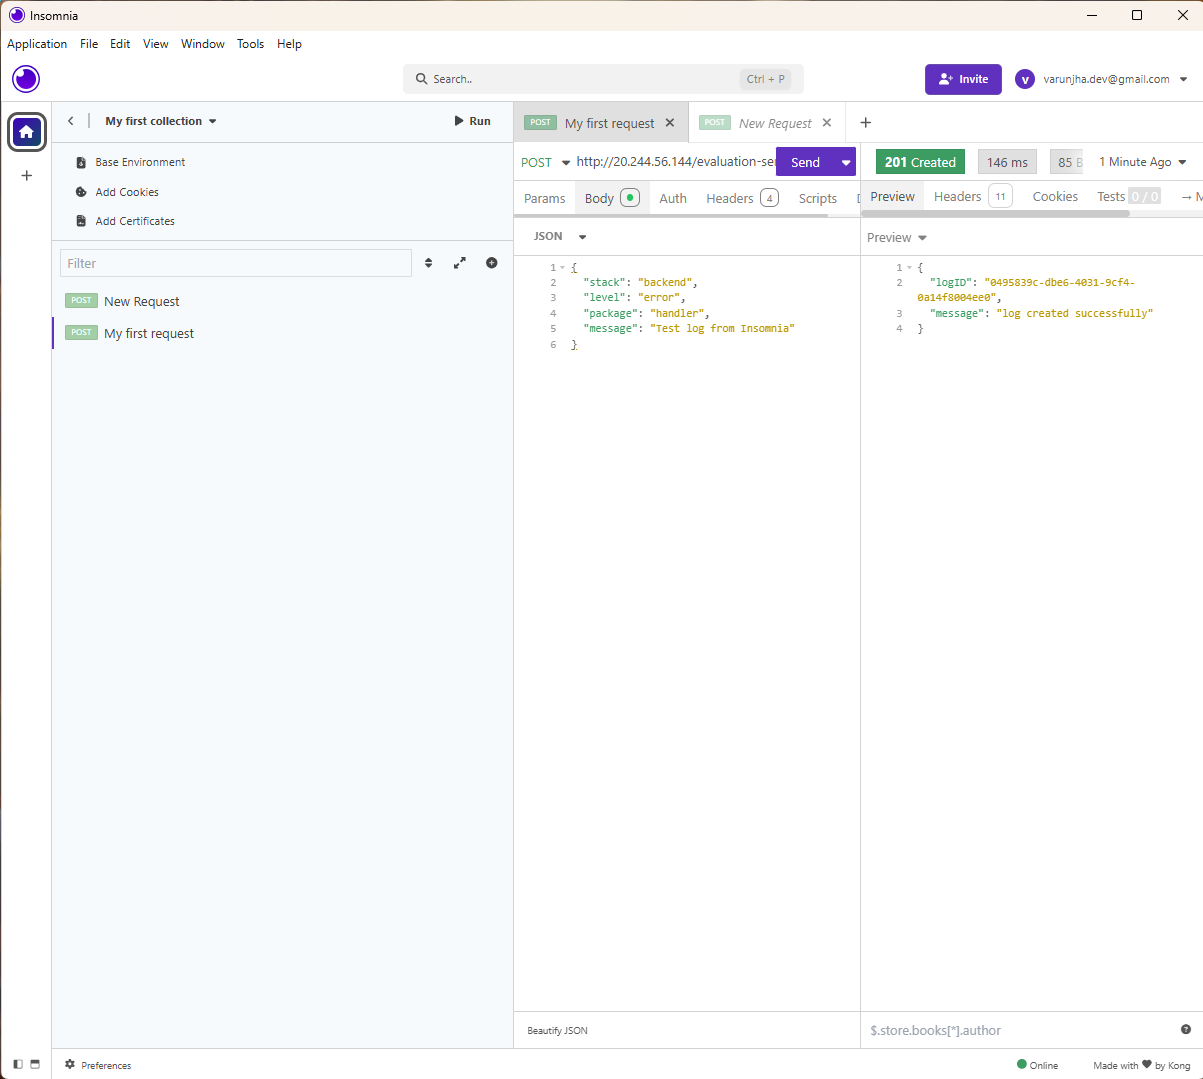 Insomnia
Application File Edit View Window Tools Help
Search.. Ctrl + P
Invite
v varunjha.dev@gmail.com
My first collection
Run
Base Environment
Add Cookies
Add Certificates
Filter
POST New Request
POST My first request
Preferences
POST My first request
POST New Request
POST http://20.244.56.144/evaluation-se
Send
Params Body Auth Headers 4 Scripts
JSON
1 {
2 "stack": "backend",
3 "level": "error",
4 "package": "handler",
5 "message": "Test log from Insomnia"
6 }
Beautify JSON
201 Created 146 ms 85 B 1 Minute Ago
Preview Headers 11 Cookies Tests 0 / 0 → M
Preview
1 {
2 "logID": "0495839c-dbe6-4031-9cf4-
0a14f8004ee0",
3 "message": "log created successfully"
4 }
$.store.books[*].author
Online
Made with ♥ by Kong